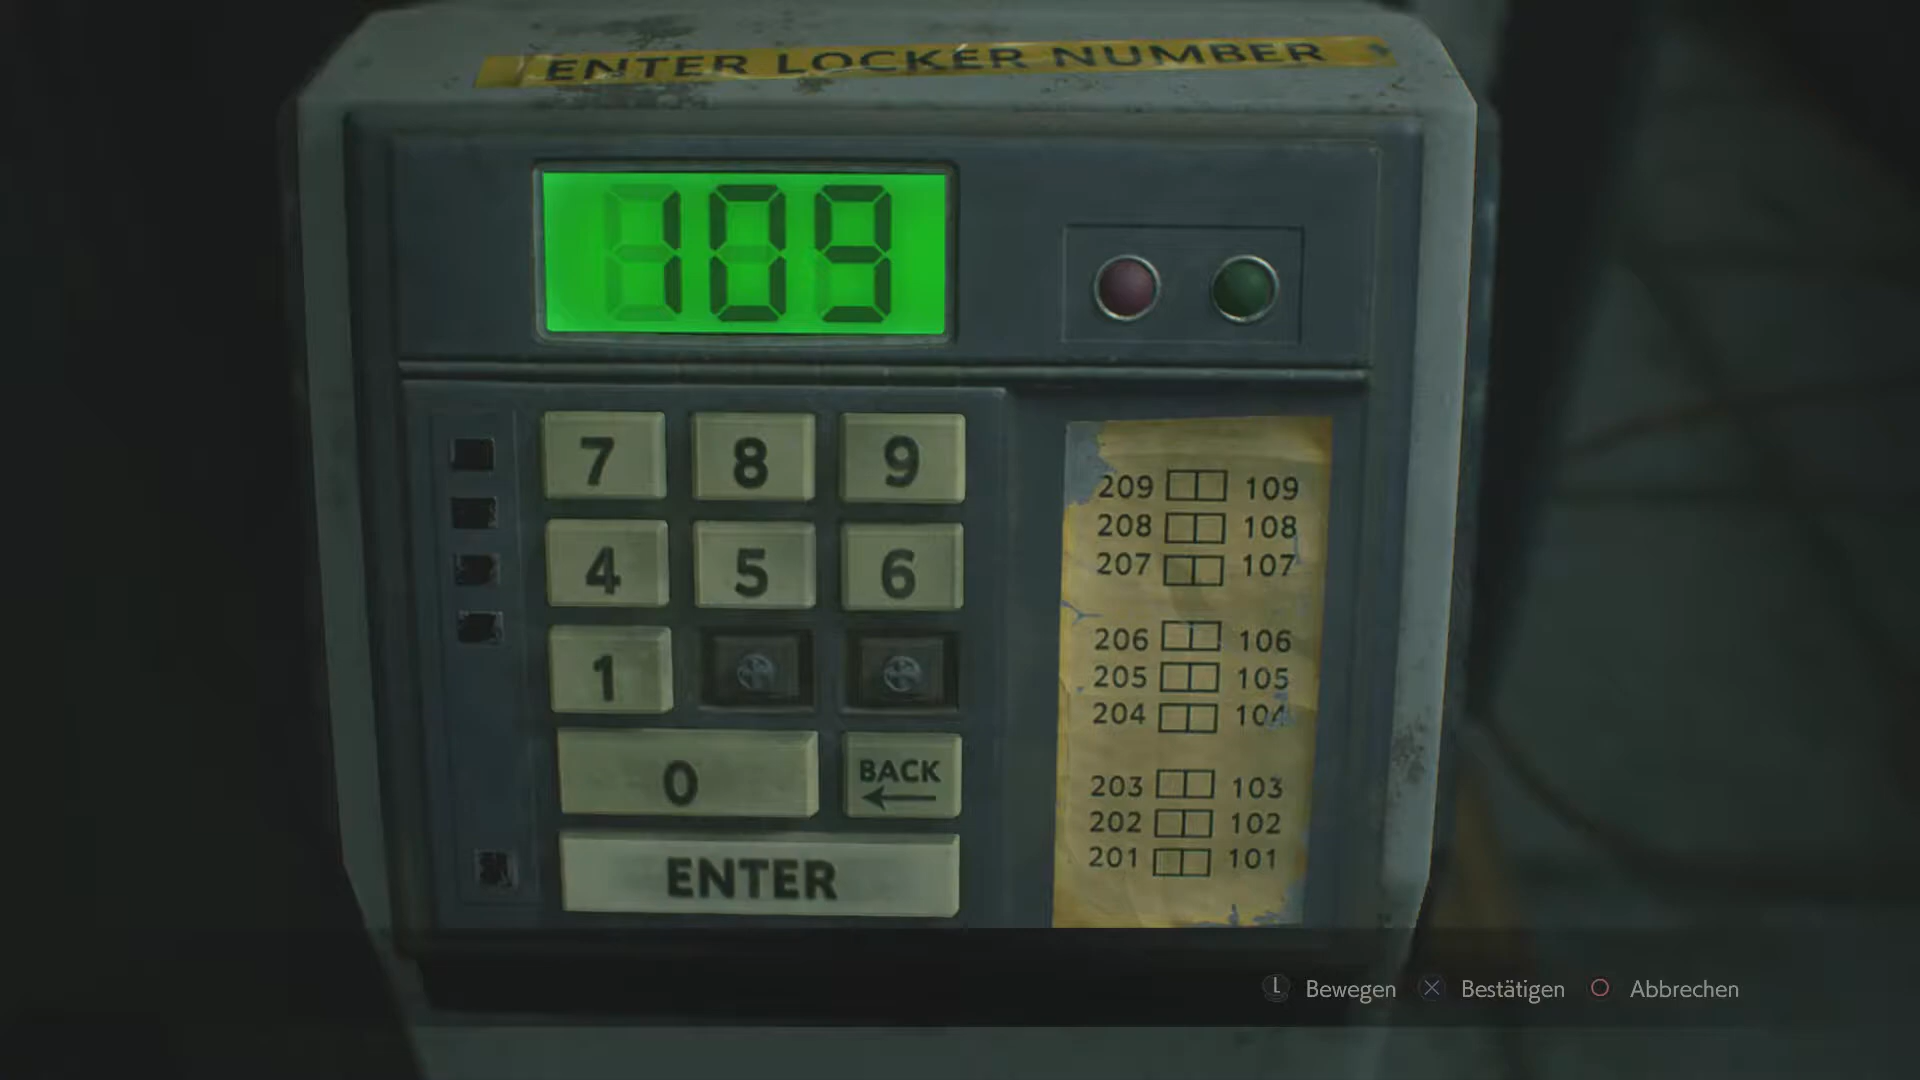 ENTER LOCKER NUMBER
109
7 8 9
4 5 6
1
0 BACK
ENTER
209 109
208 108
207 107
206 106
205 105
204 104
203 103
202 102
201 101
L Bewegen Bestätigen Abbrechen